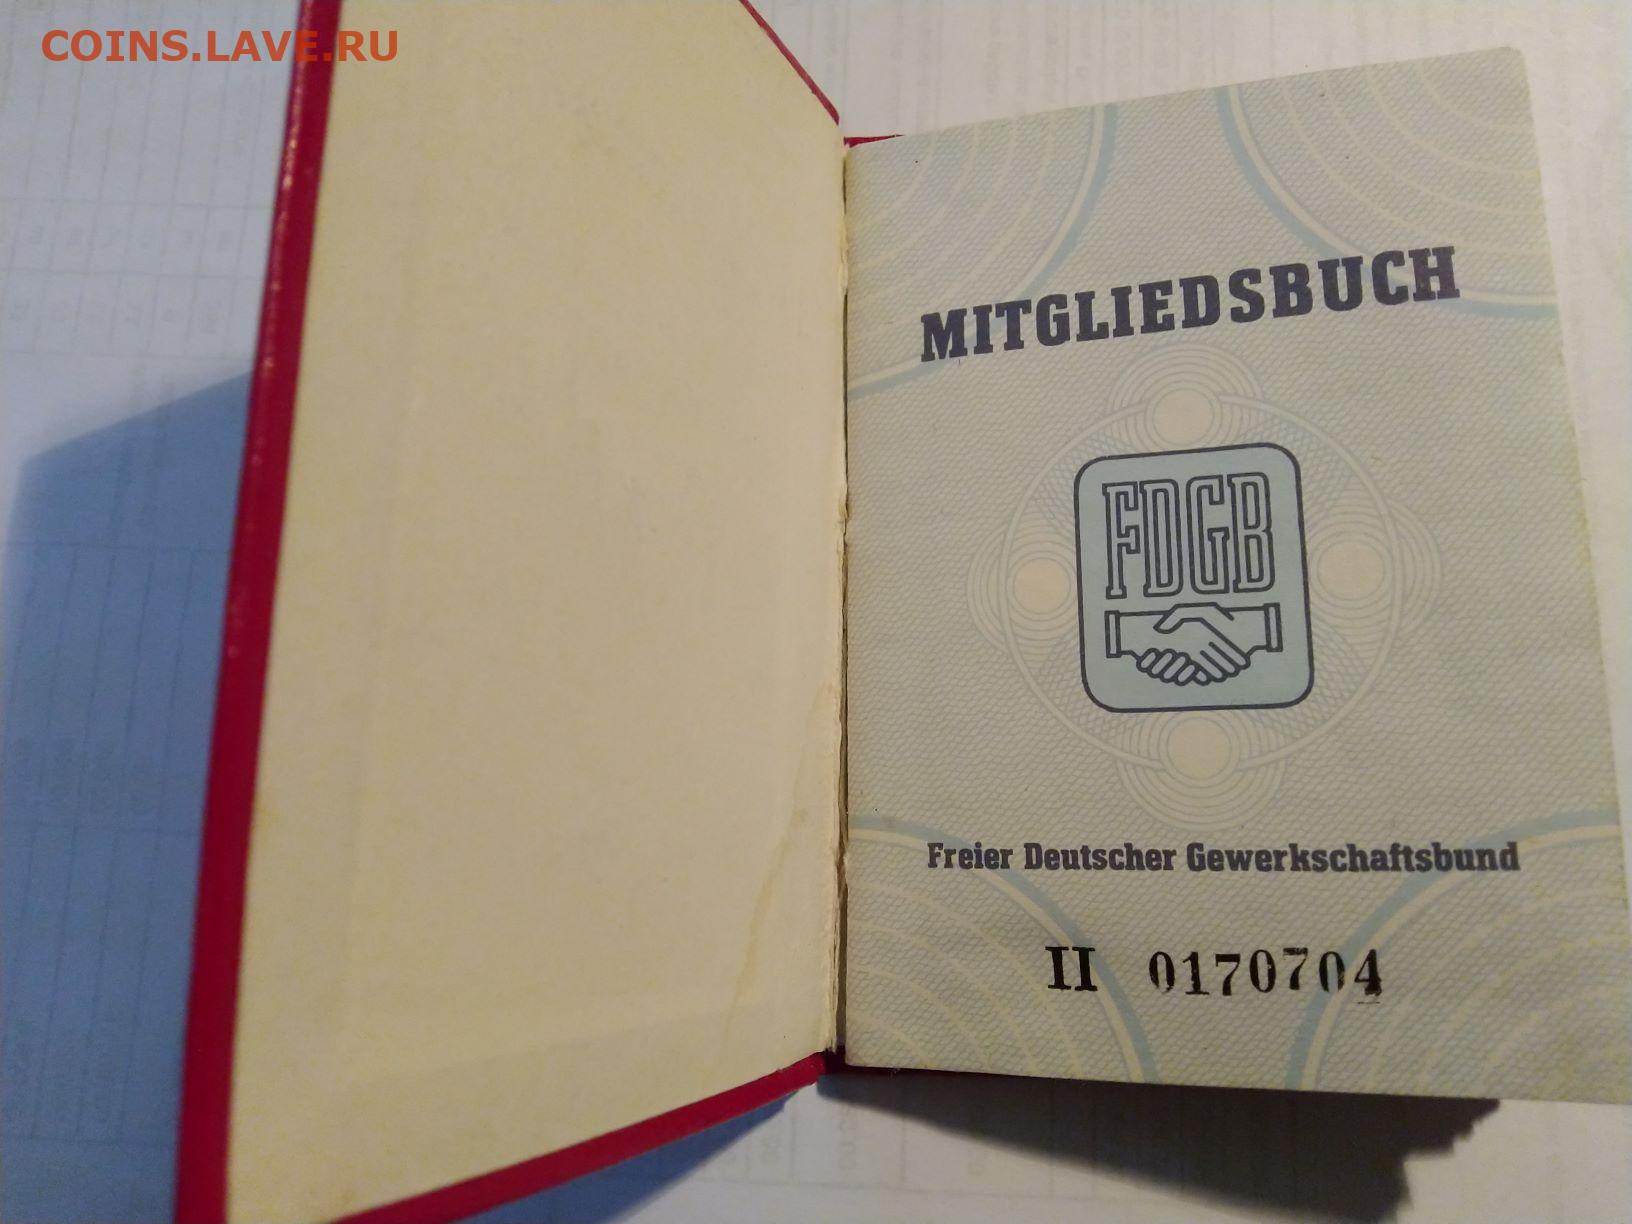 COINS.LAVE.RU
MITGLIEDSBUCH
FDGB
Freier Deutscher Gewerkschaftsbund
II 0170704